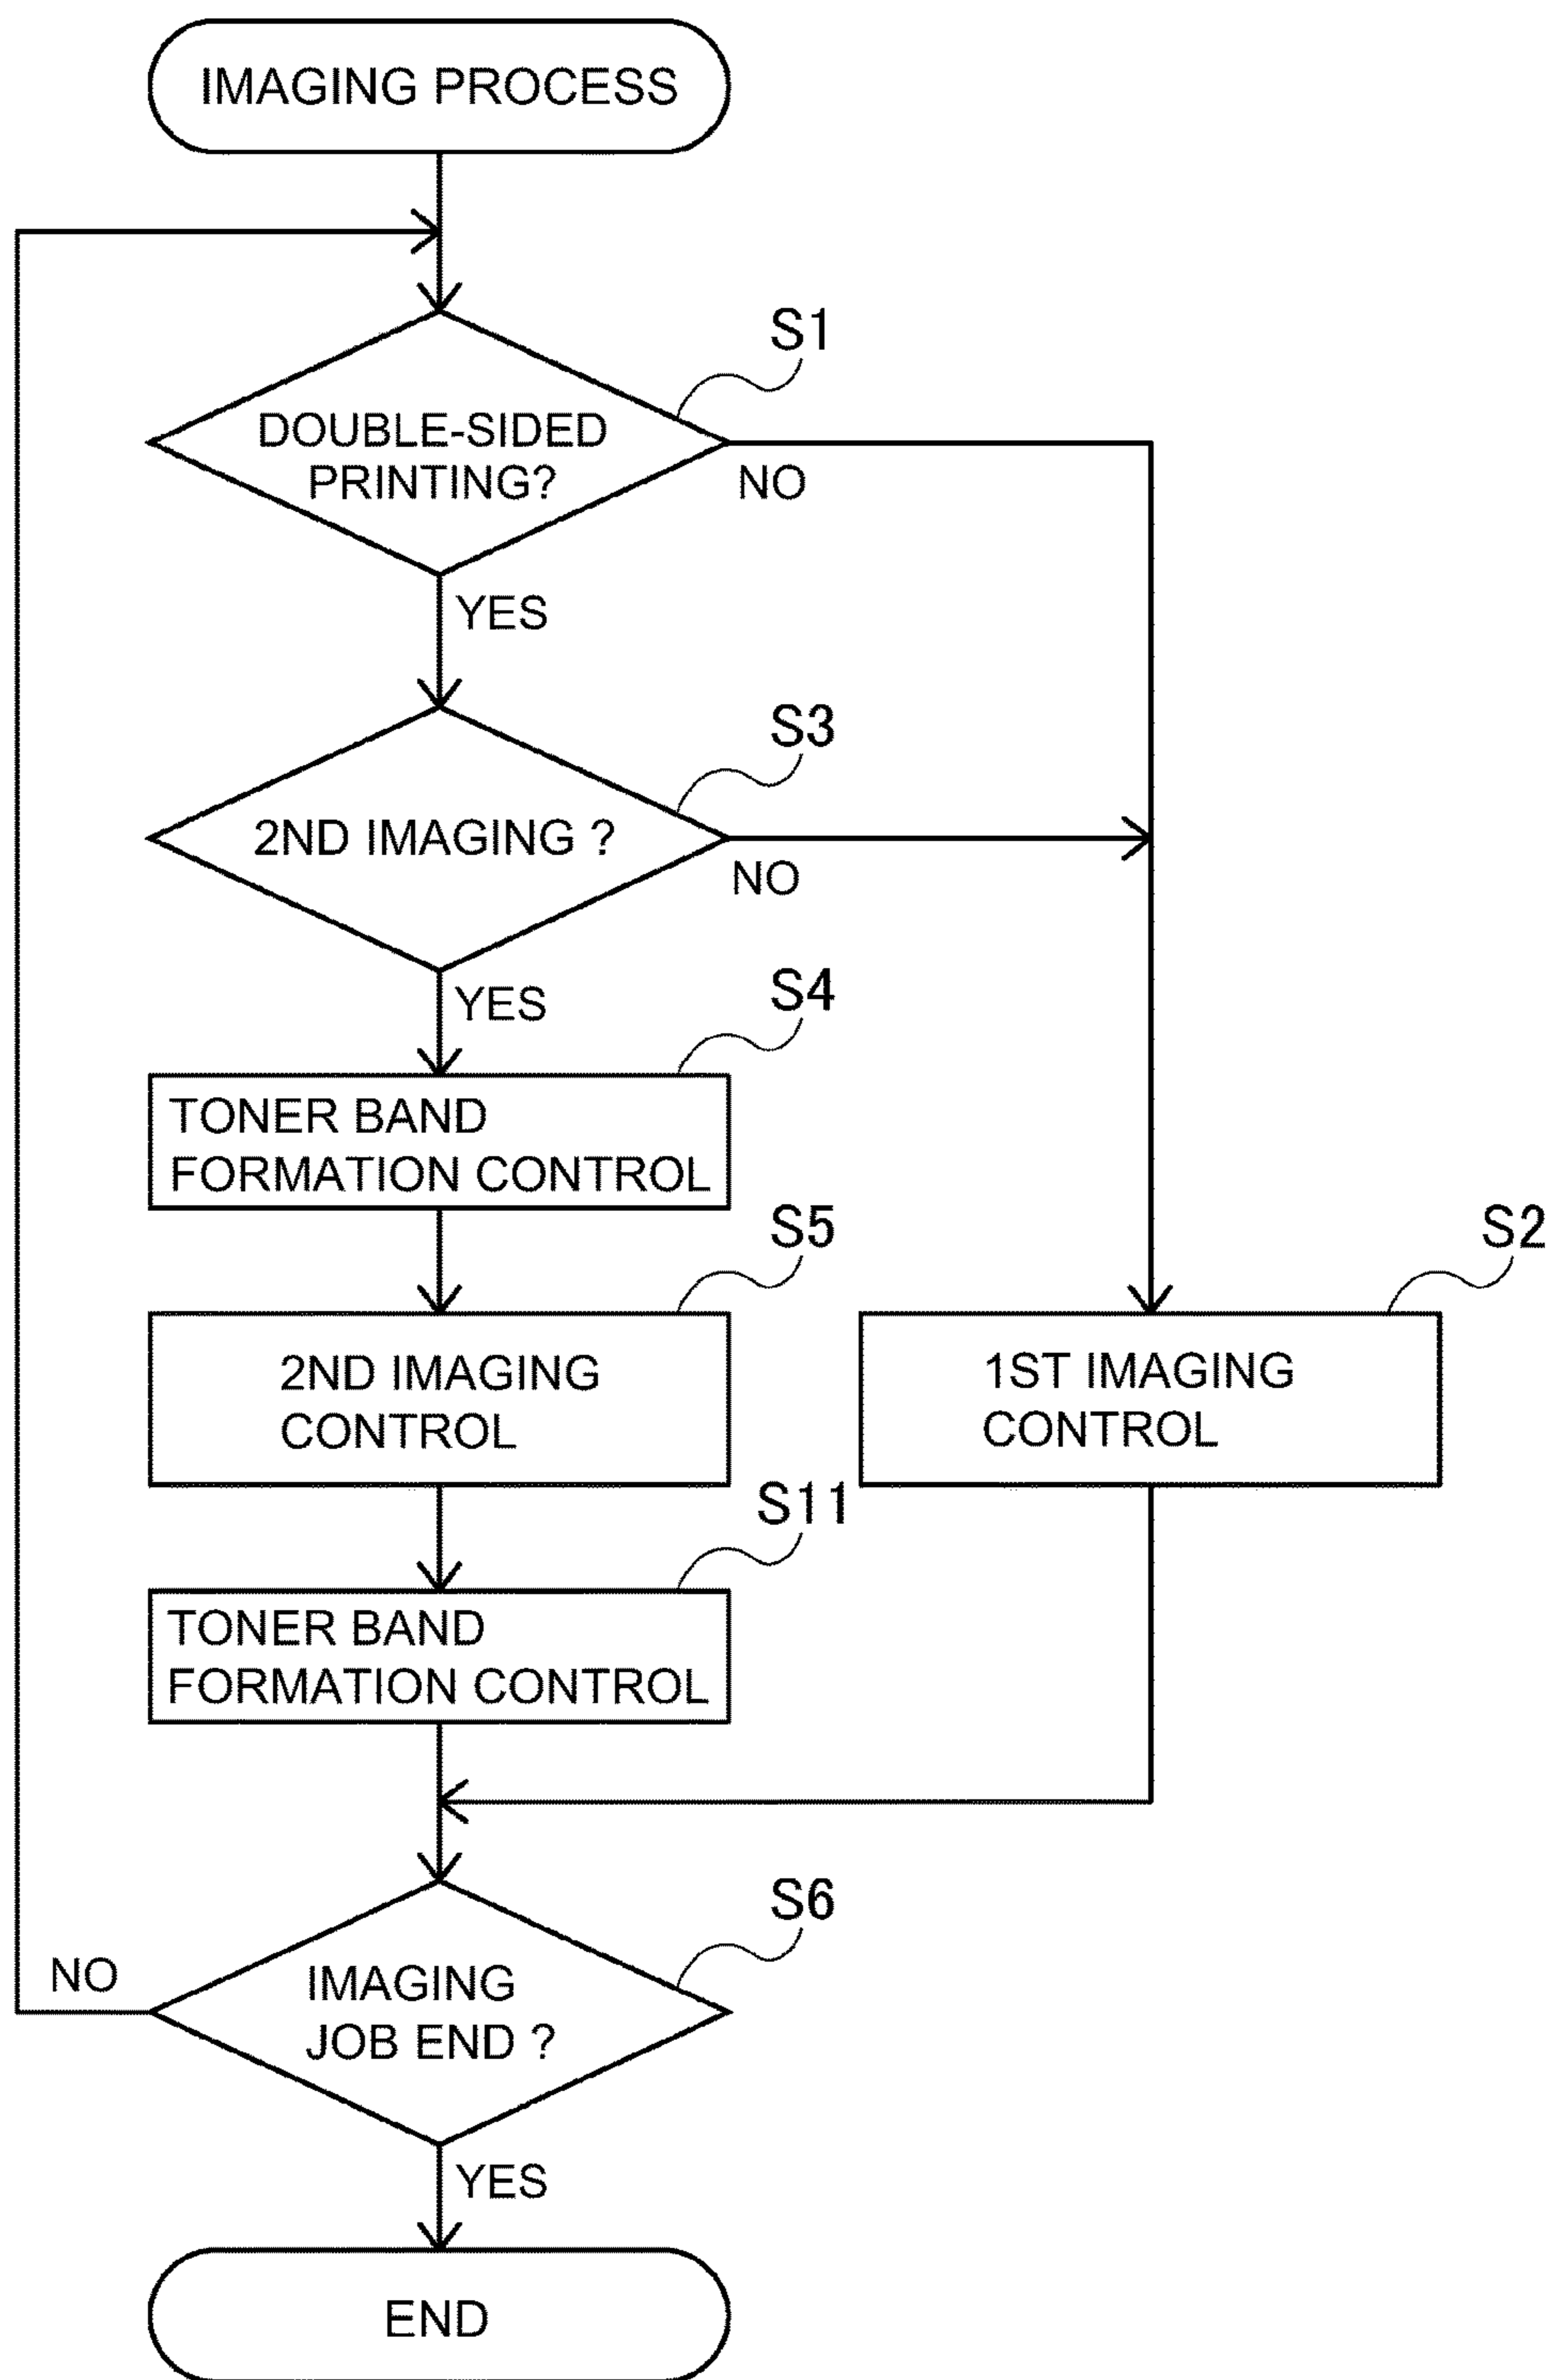 IMAGING PROCESS
S1
DOUBLE-SIDED
PRINTING?
NO
YES
S3
2ND IMAGING ?
NO
YES
S4
TONER BAND
FORMATION CONTROL
S5
S2
2ND IMAGING
CONTROL
1ST IMAGING
CONTROL
S11
TONER BAND
FORMATION CONTROL
S6
NO
IMAGING
JOB END ?
YES
END